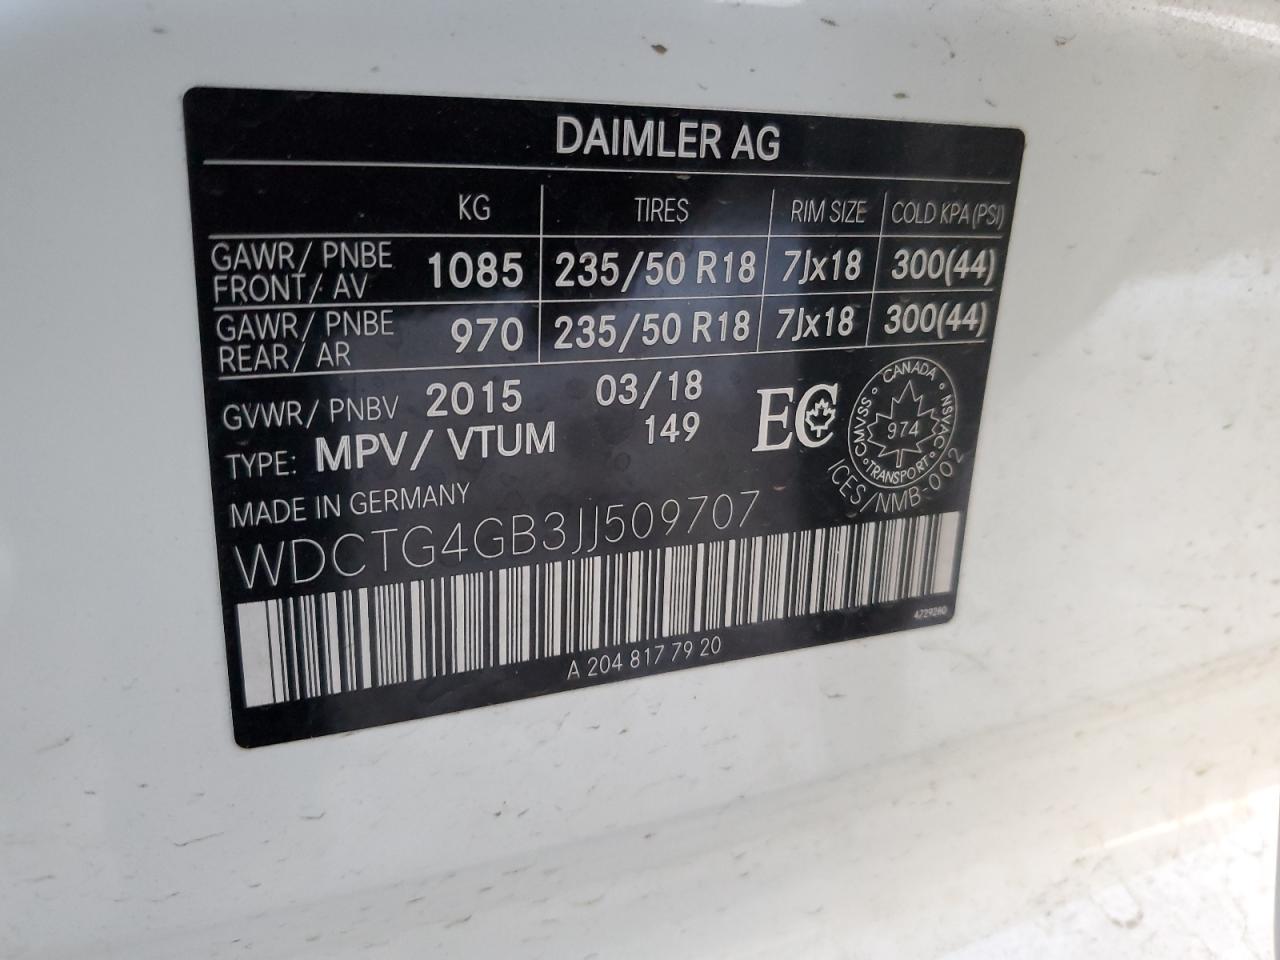 DAIMLER AG
KG TIRES RIM SIZE COLD KPA (PSI)
GAWR/ PNBE FRONT/ AV 1085 235/50 R18 7Jx18 300(44)
GAWR/ PNBE REAR/ AR 970 235/50 R18 7Jx18 300(44)
GVWR/ PNBV 2015 03/18
TYPE: MPV/ VTUM 149
EC
CANADA
CMVSS NSVAC
974
TRANSPORT
ICES/NMB-002
MADE IN GERMANY
WDCTG4GB3JJ509707
4729280
A 204 817 79 20